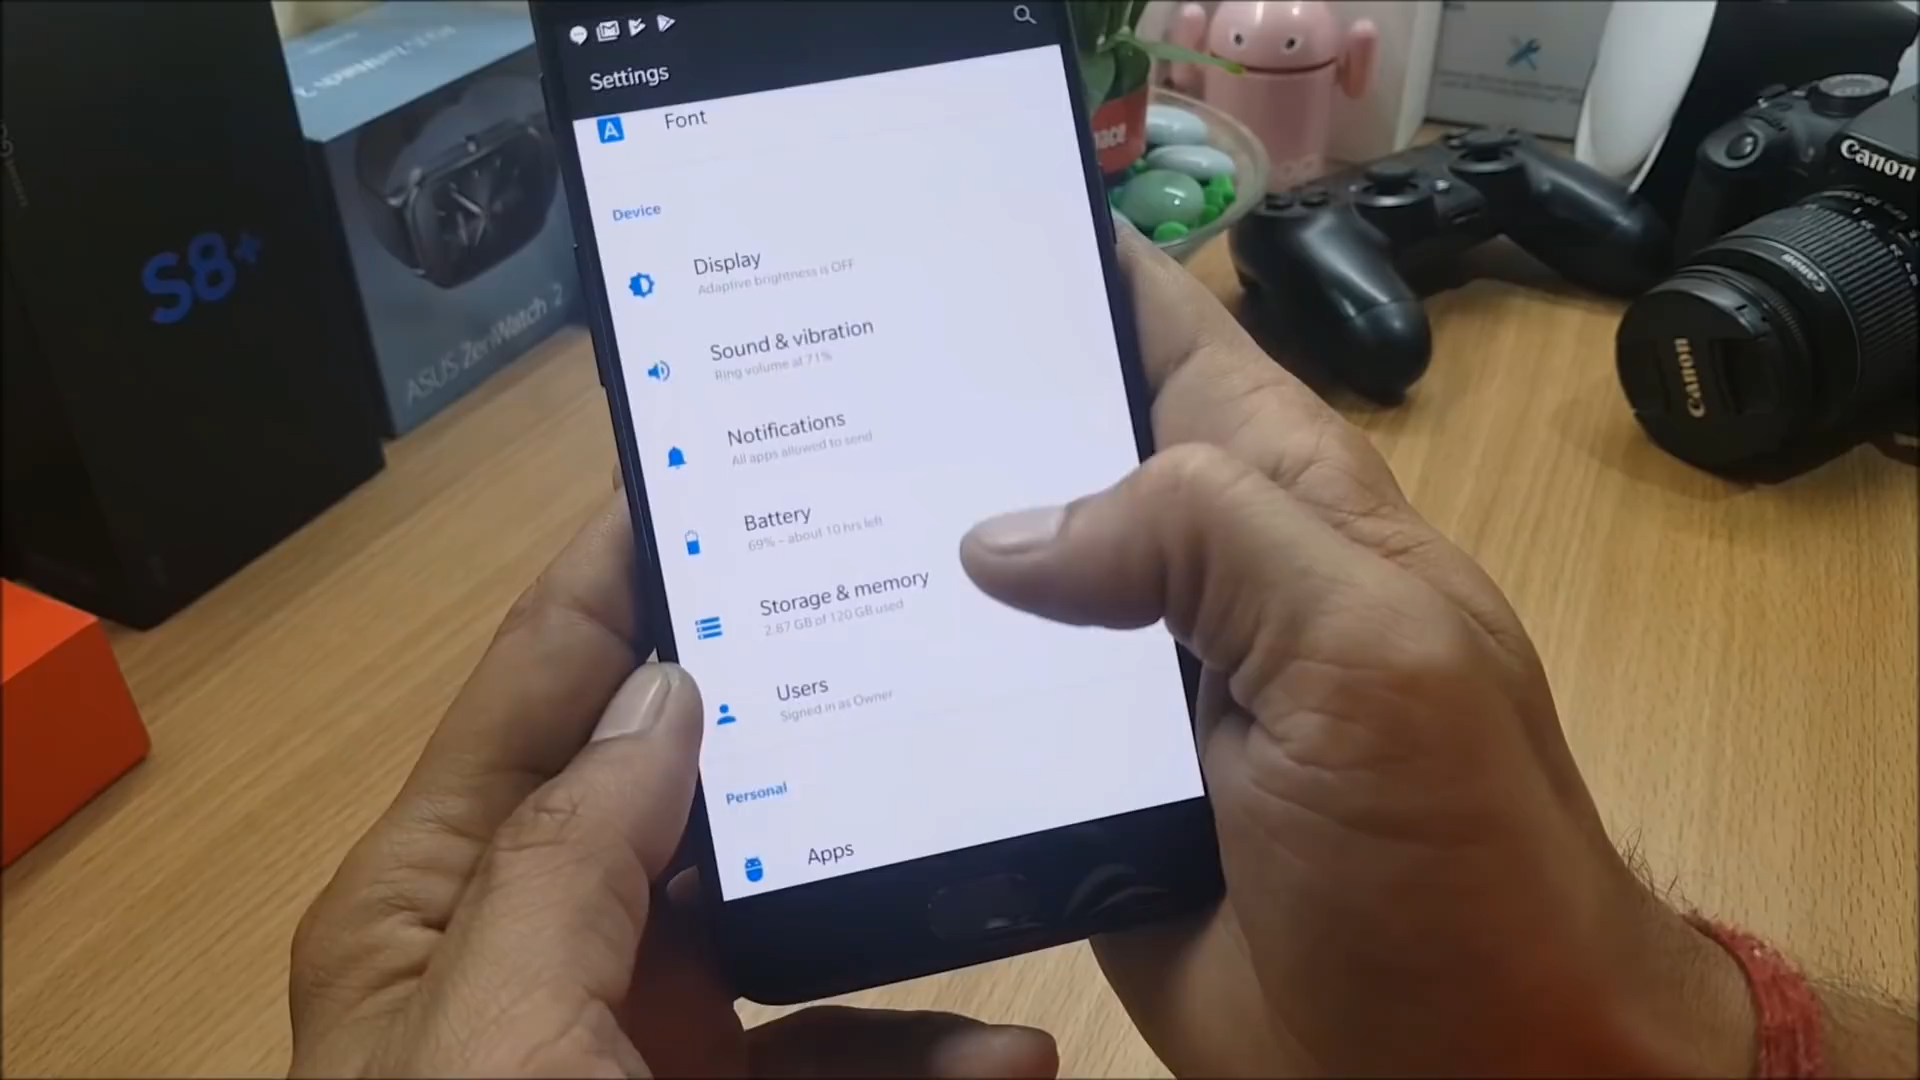 Settings
A
Font
Device
Display
Adaptive brightness is OFF
Sound & vibration
Ring volume at 71%
Notifications
All apps allowed to send
Battery
69% – about 10 hrs left
Storage & memory
2.87 GB of 120 GB used
Users
Signed in as Owner
Personal
Apps
S8+
ASUS ZenWatch 2
Canon
Canon
Canon